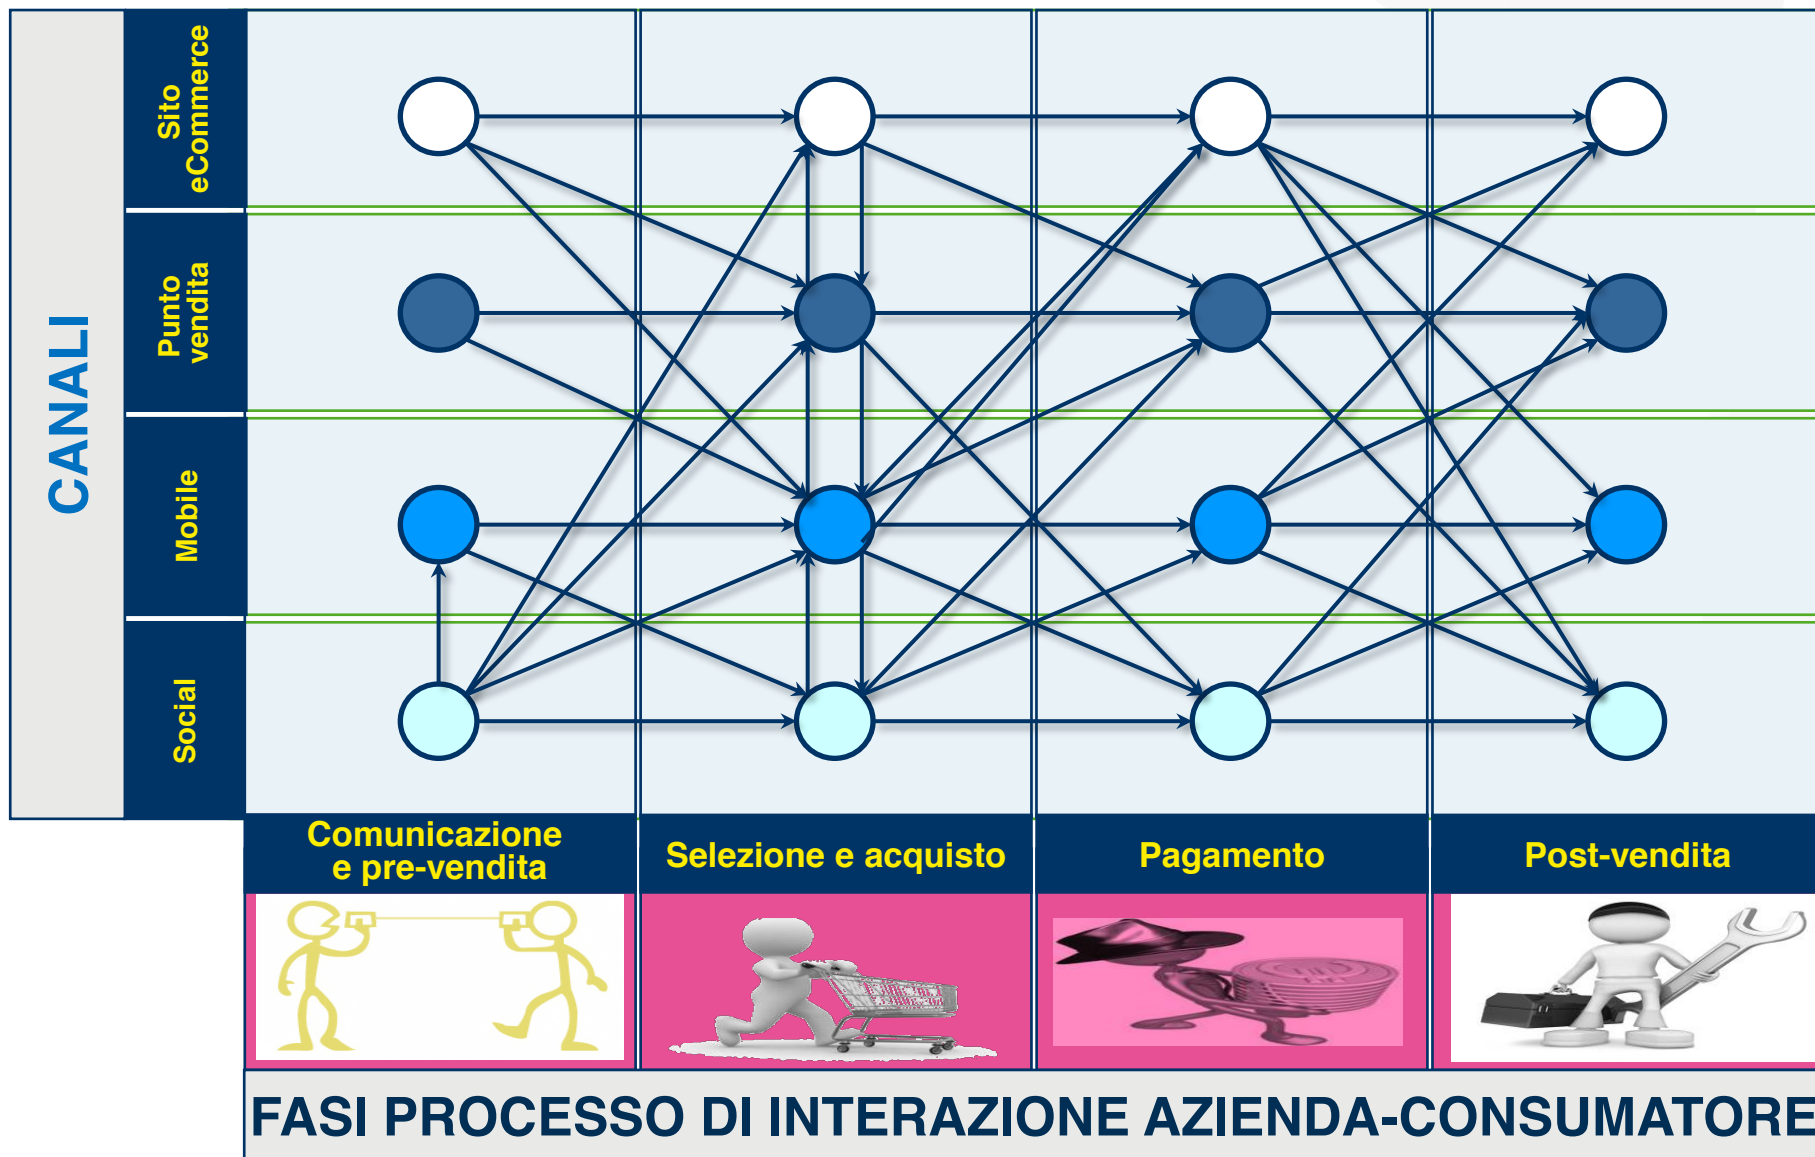 CANALI
Sito
eCommerce
Punto
vendita
Mobile
Social
Comunicazione
e pre-vendita
Selezione e acquisto
Pagamento
Post-vendita
FASI PROCESSO DI INTERAZIONE AZIENDA-CONSUMATORE